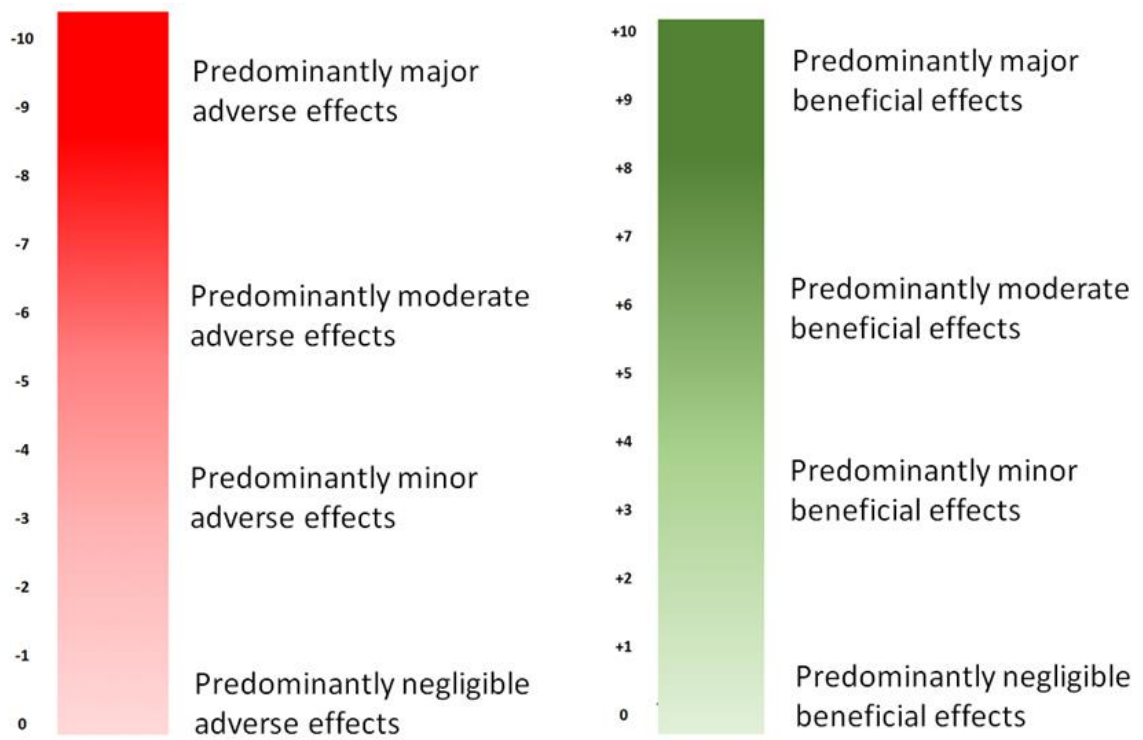 -10
Predominantly major
adverse effects
-9
-8
-7
Predominantly moderate
-6
adverse effects
-5
-4
Predominantly minor
adverse effects
-3
-2
-1
Predominantly negligible
adverse effects
0
+10
Predominantly major
beneficial effects
+9
+8
+7
Predominantly moderate
+6
beneficial effects
+5
+4
Predominantly minor
beneficial effects
+3
+2
+1
Predominantly negligible
beneficial effects
0